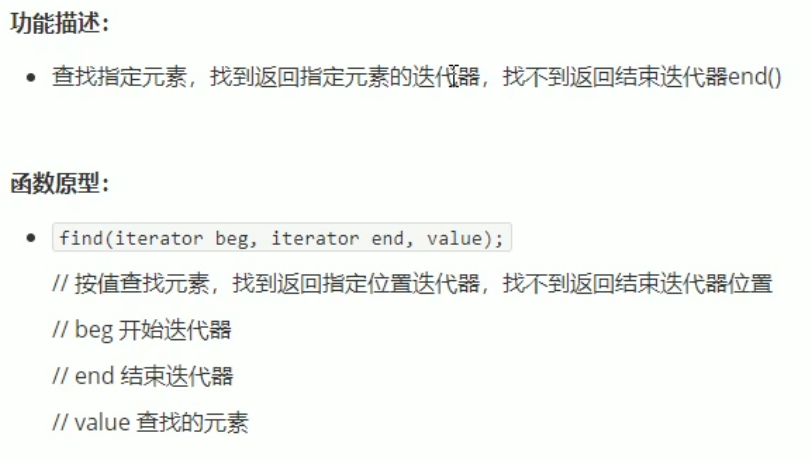 功能描述：
• 查找指定元素，找到返回指定元素的迭代器，找不到返回结束迭代器end()
函数原型：
• find(iterator beg, iterator end, value);
// 按值查找元素，找到返回指定位置迭代器，找不到返回结束迭代器位置
// beg 开始迭代器
// end 结束迭代器
// value 查找的元素